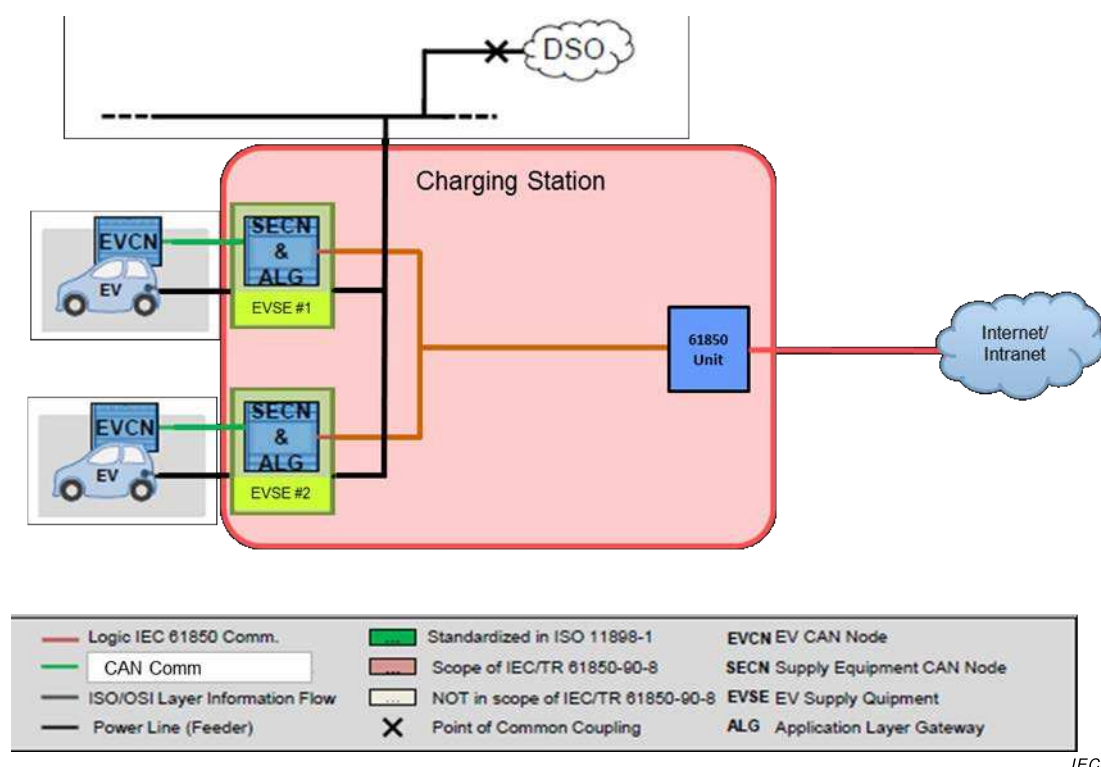 DSO
Charging Station
EVCN
EV
SECN
&
ALG
EVSE #1
61850
Unit
Internet/
Intranet
EVCN
EV
SECN
&
ALG
EVSE #2
Logic IEC 61850 Comm.
CAN Comm
ISO/OSI Layer Information Flow
Power Line (Feeder)
... Standardized in ISO 11898-1
... Scope of IEC/TR 61850-90-8
... NOT in scope of IEC/TR 61850-90-8
Point of Common Coupling
EVCN EV CAN Node
SECN Supply Equipment CAN Node
EVSE EV Supply Quipment
ALG Application Layer Gateway
IEC